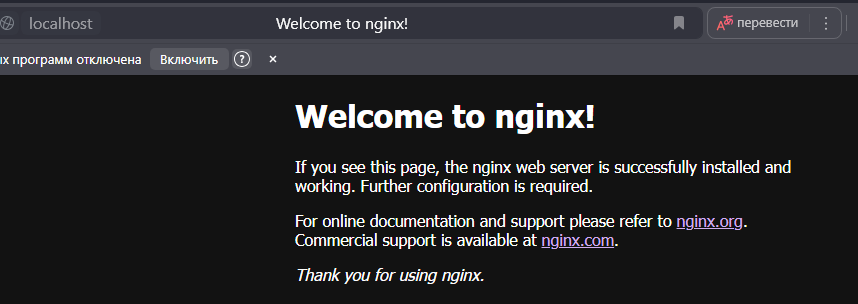 localhost
Welcome to nginx!
перевести
х программ отключена
Включить
?
Welcome to nginx!
If you see this page, the nginx web server is successfully installed and
working. Further configuration is required.
For online documentation and support please refer to nginx.org.
Commercial support is available at nginx.com.
Thank you for using nginx.